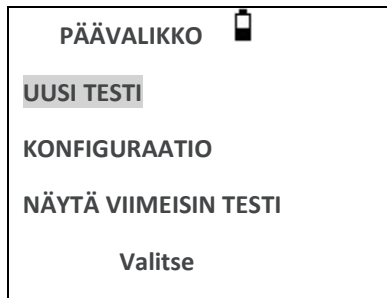 PÄÄVALIKKO
UUSI TESTI
KONFIGURAATIO
NÄYTÄ VIIMEISIN TESTI
Valitse